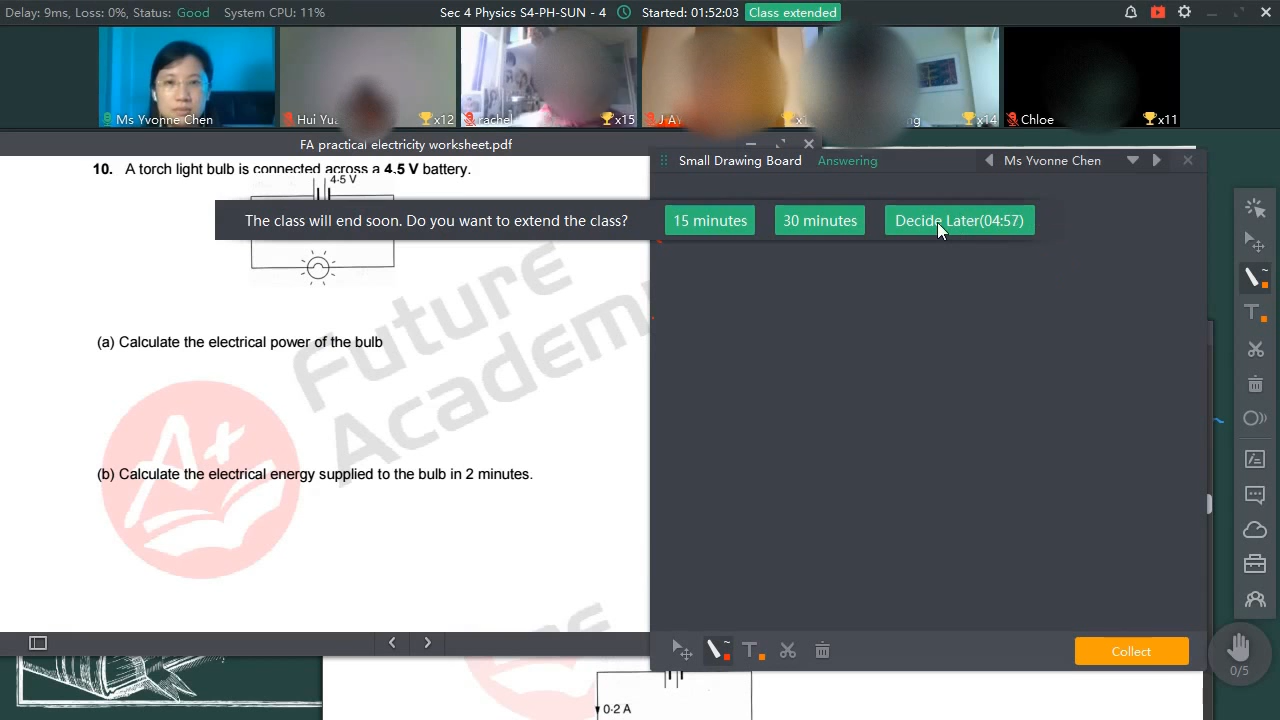 Delay: 9ms, Loss: 0%, Status: Good System CPU: 11% Sec 4 Physics S4-PH-SUN - 4 Started: 01:52:03 Class extended
Ms Yvonne Chen
Hui Yu
x12
rachel
x15
J A
x14
Chloe
x11
FA practical electricity worksheet.pdf
10. A torch light bulb is connected across a 4.5 V battery.
4·5 V
Small Drawing Board Answering Ms Yvonne Chen
The class will end soon. Do you want to extend the class? 15 minutes 30 minutes Decide Later(04:57)
(a) Calculate the electrical power of the bulb
Future
Academ
A+
(b) Calculate the electrical energy supplied to the bulb in 2 minutes.
Collect
0/5
0·2 A